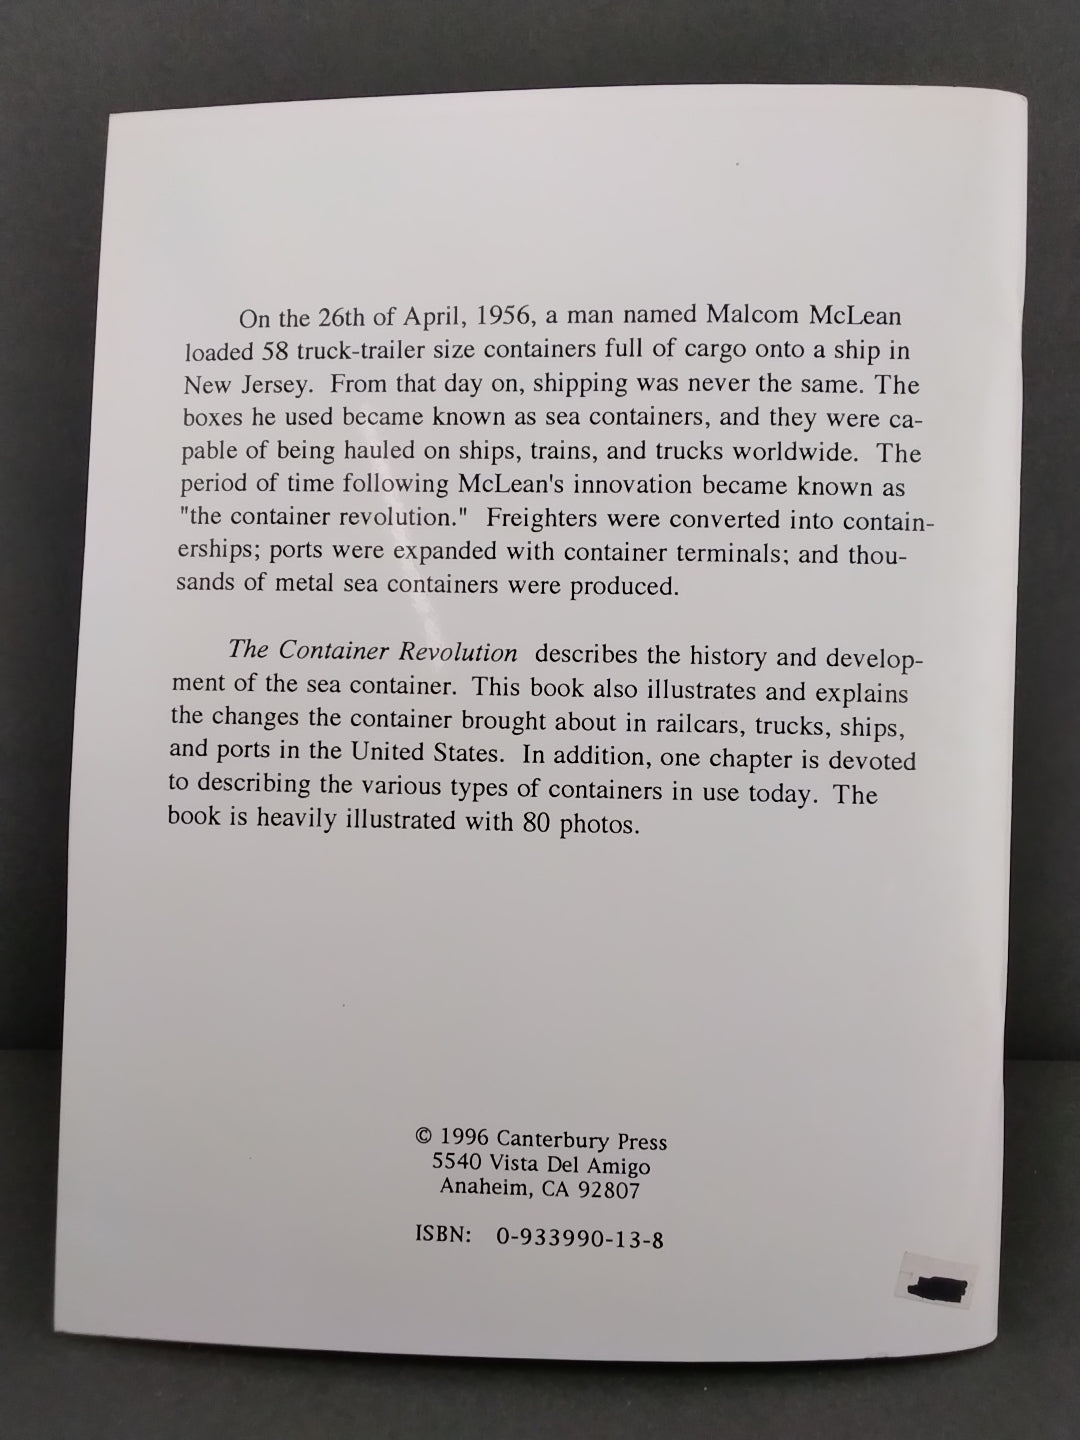 On the 26th of April, 1956, a man named Malcom McLean
loaded 58 truck-trailer size containers full of cargo onto a ship in
New Jersey. From that day on, shipping was never the same. The
boxes he used became known as sea containers, and they were ca-
pable of being hauled on ships, trains, and trucks worldwide. The
period of time following McLean's innovation became known as
"the container revolution." Freighters were converted into contain-
erships; ports were expanded with container terminals; and thou-
sands of metal sea containers were produced.
The Container Revolution describes the history and develop-
ment of the sea container. This book also illustrates and explains
the changes the container brought about in railcars, trucks, ships,
and ports in the United States. In addition, one chapter is devoted
to describing the various types of containers in use today. The
book is heavily illustrated with 80 photos.
© 1996 Canterbury Press
5540 Vista Del Amigo
Anaheim, CA 92807
ISBN: 0-933990-13-8